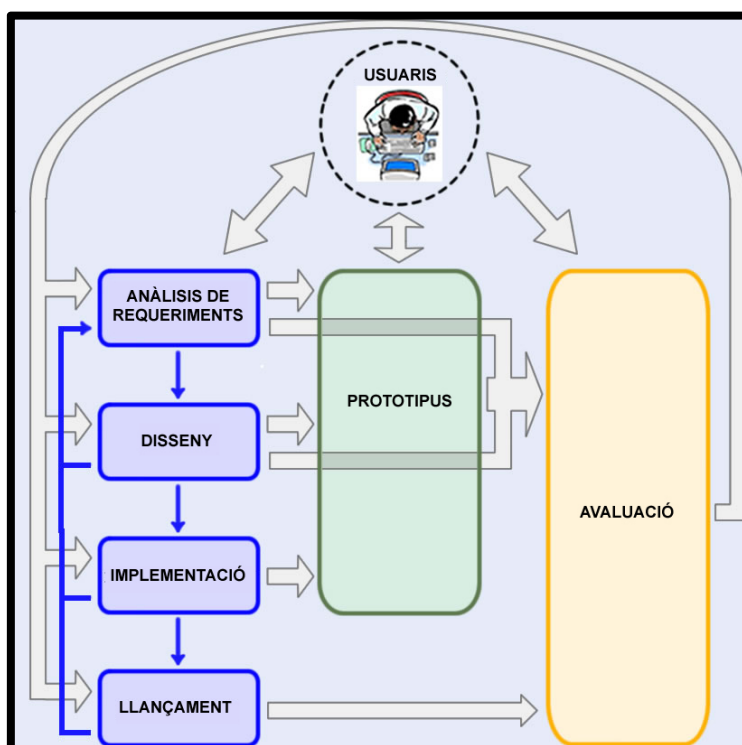 USUARIS
ANÀLISIS DE
REQUERIMENTS
PROTOTIPUS
DISSENY
AVALUACIÓ
IMPLEMENTACIÓ
LLANÇAMENT